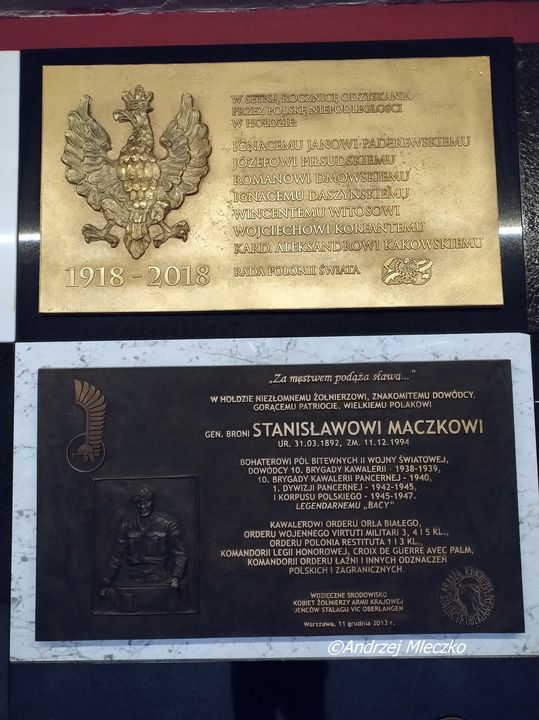 W SETNĄ ROCZNICĘ ODZYSKANIA
PRZEZ POLSKĘ NIEPODLEGŁOŚCI
W HOŁDZIE:
IGNACEMU JANOWI PADEREWSKIEMU
JÓZEFOWI PIŁSUDSKIEMU
ROMANOWI DMOWSKIEMU
IGNACEMU DASZYŃSKIEMU
WINCENTEMU WITOSOWI
WOJCIECHOWI KORFANTEMU
KARD. ALEKSANDROWI KAKOWSKIEMU
1918 - 2018
RADA POLONII ŚWIATA
„Za męstwem podąża sława..."
W HOŁDZIE NIEZŁOMNEMU ŻOŁNIERZOWI, ZNAKOMITEMU DOWÓDCY,
GORĄCEMU PATRIOCIE, WIELKIEMU POLAKOWI
GEN. BRONI STANISŁAWOWI MACZKOWI
UR. 31.03.1892, ZM. 11.12.1994
BOHATEROWI PÓL BITEWNYCH II WOJNY ŚWIATOWEJ,
DOWÓDCY 10. BRYGADY KAWALERII - 1938-1939,
10. BRYGADY KAWALERII PANCERNEJ - 1940,
1. DYWIZJI PANCERNEJ - 1942-1945,
I KORPUSU POLSKIEGO - 1945-1947.
LEGENDARNEMU „BACY"
KAWALEROWI ORDERU ORŁA BIAŁEGO,
ORDERU WOJENNEGO VIRTUTI MILITARI 3, 4 I 5 KL.,
ORDERU POLONIA RESTITUTA 1 I 3 KL.,
KOMANDORII LEGII HONOROWEJ, CROIX DE GUERRE AVEC PALM,
KOMANDORII ORDERU ŁAŹNI I INNYCH ODZNACZEŃ
POLSKICH I ZAGRANICZNYCH.
WDZIĘCZNE ŚRODOWISKO
KOBIET ŻOŁNIERZY ARMII KRAJOWEJ
JEŃCÓW STALAGU VIC OBERLANGEN
Warszawa, 11 grudnia 2013 r.
©Andrzej Mleczko